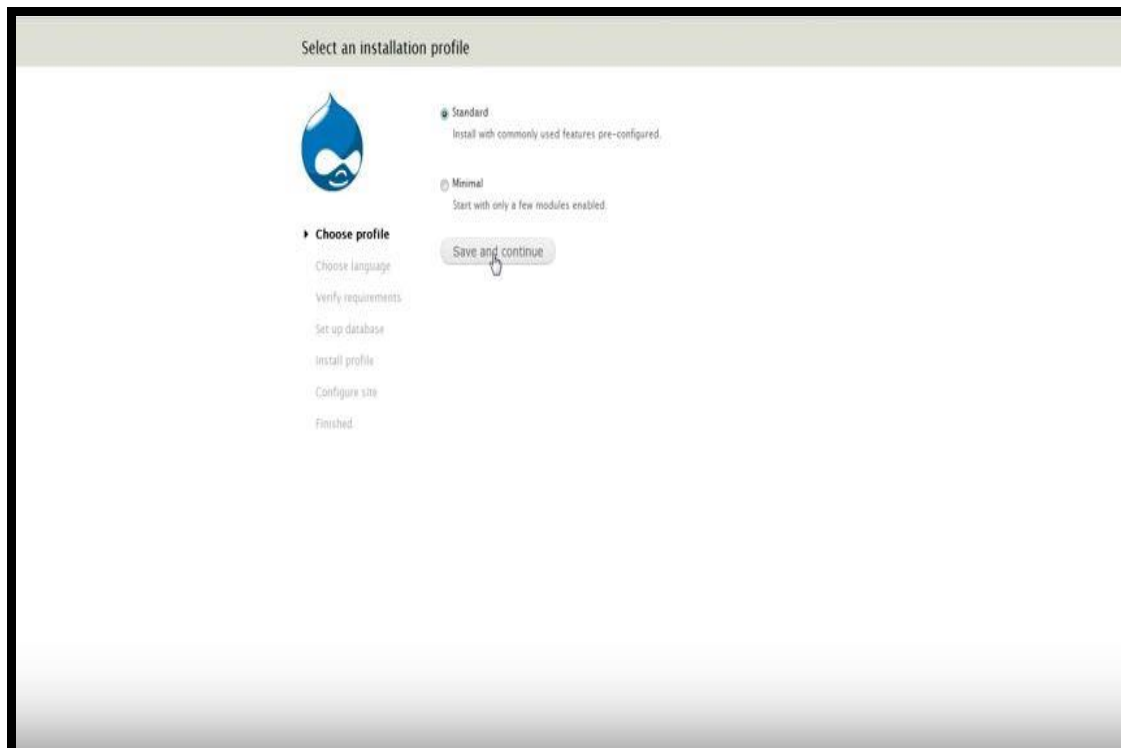 Select an installation profile
Standard
Install with commonly used features pre-configured.
Minimal
Start with only a few modules enabled.
Save and continue
Choose profile
Choose language
Verify requirements
Set up database
Install profile
Configure site
Finished